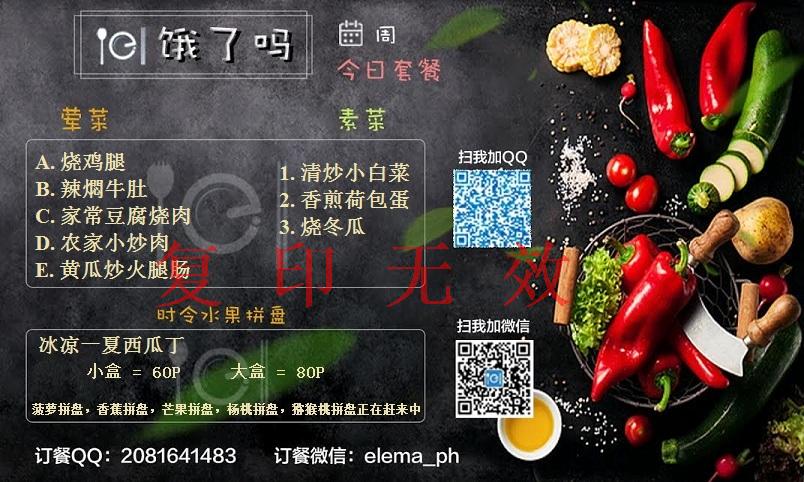 饿了吗
周
今日套餐
荤菜
素菜
A. 烧鸡腿
B. 辣焖牛肚
C. 家常豆腐烧肉
D. 农家小炒肉
E. 黄瓜炒火腿肠
1. 清炒小白菜
2. 香煎荷包蛋
3. 烧冬瓜
扫我加QQ
复印无效
时令水果拼盘
冰凉一夏西瓜丁
小盒 = 60P 大盒 = 80P
菠萝拼盘，香蕉拼盘，芒果拼盘，杨桃拼盘，猕猴桃拼盘正在赶来中
扫我加微信
订餐QQ：2081641483 订餐微信：elema_ph